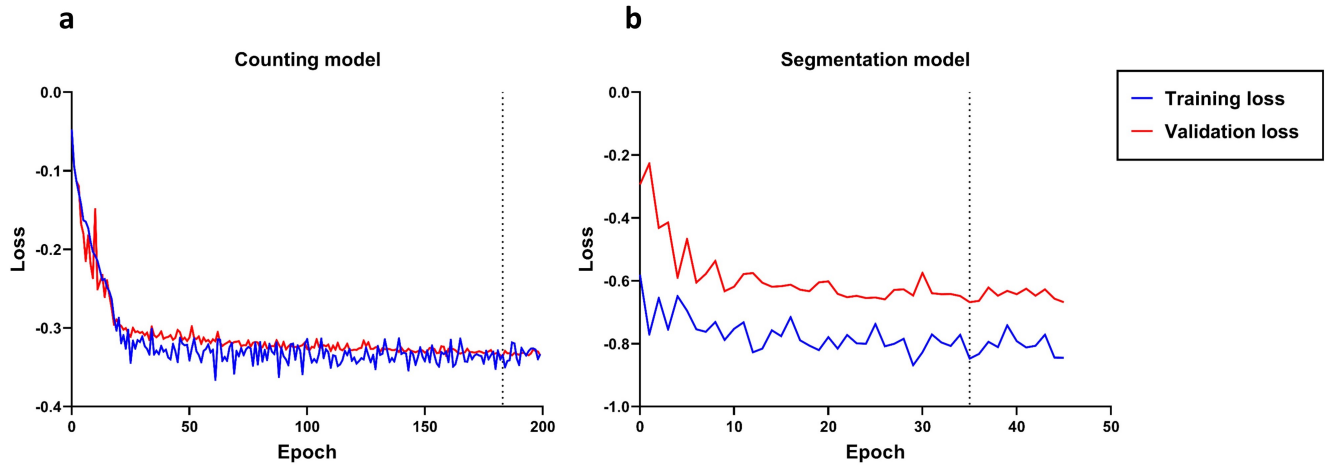 a
Counting model
0.0
-0.1
-0.2
-0.3
-0.4
Loss
0 50 100 150 200
Epoch
b
Segmentation model
0.0
-0.2
-0.4
-0.6
-0.8
-1.0
Loss
0 10 20 30 40 50
Epoch
Training loss
Validation loss